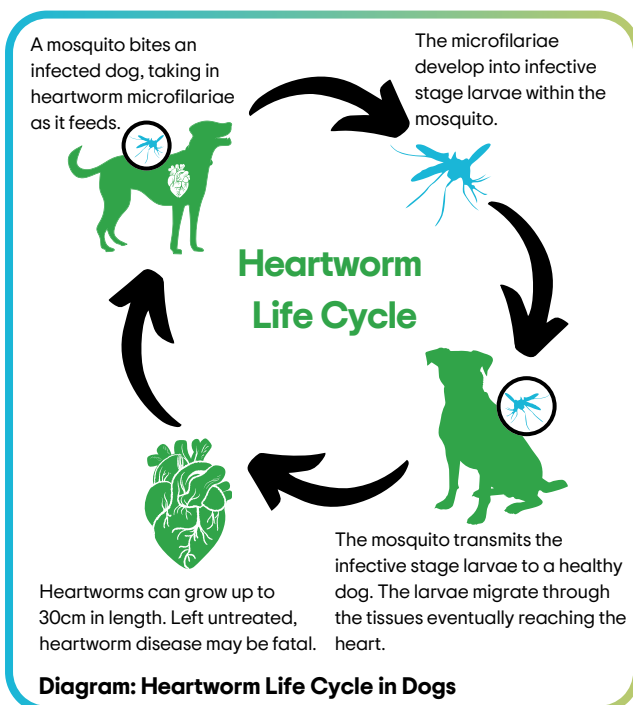 A mosquito bites an
infected dog, taking in
heartworm microfilariae
as it feeds.
The microfilariae
develop into infective
stage larvae within the
mosquito.
Heartworm
Life Cycle
The mosquito transmits the
infective stage larvae to a healthy
dog. The larvae migrate through
the tissues eventually reaching the
heart.
Heartworms can grow up to
30cm in length. Left untreated,
heartworm disease may be fatal.
Diagram: Heartworm Life Cycle in Dogs